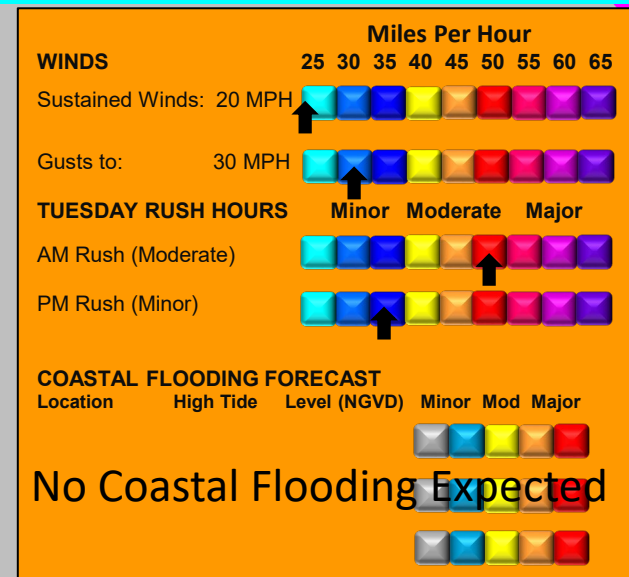 Miles Per Hour
WINDS 25 30 35 40 45 50 55 60 65
Sustained Winds: 20 MPH
Gusts to: 30 MPH
TUESDAY RUSH HOURS Minor Moderate Major
AM Rush (Moderate)
PM Rush (Minor)
COASTAL FLOODING FORECAST
Location High Tide Level (NGVD) Minor Mod Major
No Coastal Flooding Expected